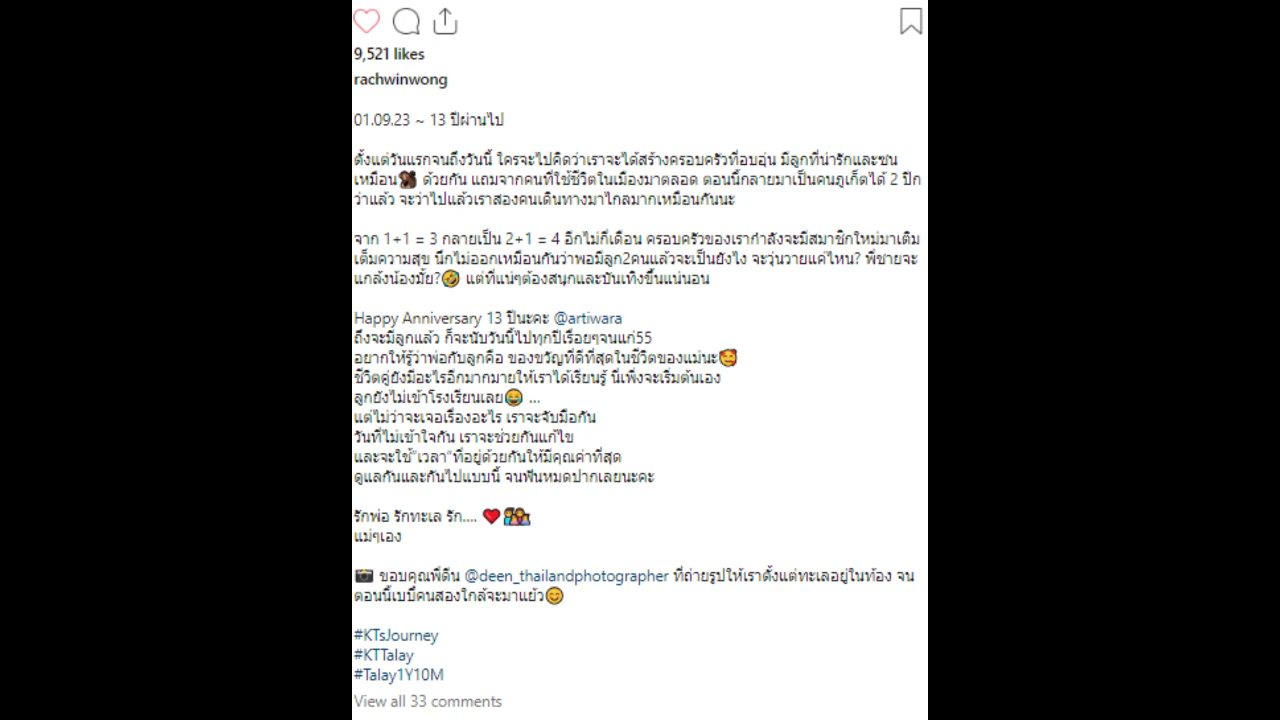 9,521 likes
rachwinwong
01.09.23 ~ 13 ปีผ่านไป
ตั้งแต่วันแรกจนถึงวันนี้ ใครจะไปคิดว่าเราจะได้สร้างครอบครัวที่อบอุ่น มีลูกที่น่ารักและซน
เหมือน🐿️ ด้วยกัน แถมจากคนที่ใช้ชีวิตในเมืองมาตลอด ตอนนี้กลายมาเป็นคนภูเก็ตได้ 2 ปีก
ว่าแล้ว จะว่าไปแล้วเราสองคนเดินทางมาไกลมากเหมือนกันนะ
จาก 1+1 = 3 กลายเป็น 2+1 = 4 อีกไม่กี่เดือน ครอบครัวของเรากำลังจะมีสมาชิกใหม่มาเติม
เต็มความสุข นึกไม่ออกเหมือนกันว่าพอมีลูก2คนแล้วจะเป็นยังไง จะวุ่นวายแค่ไหน? พี่ชายจะ
แกล้งน้องมั้ย?🤣 แต่ที่แน่ๆต้องสนุกและบันเทิงขึ้นแน่นอน
Happy Anniversary 13 ปีนะคะ @artiwara
ถึงจะมีลูกแล้ว ก็จะนับวันนี้ไปทุกปีเรื่อยๆจนแก่55
อยากให้รู้ว่าพ่อกับลูกคือ ของขวัญที่ดีที่สุดในชีวิตของแม่นะ🥰
ชีวิตคู่ยังมีอะไรอีกมากมายให้เราได้เรียนรู้ นี่เพิ่งจะเริ่มต้นเอง
ลูกยังไม่เข้าโรงเรียนเลย😂 ...
แต่ไม่ว่าจะเจอเรื่องอะไร เราจะจับมือกัน
วันที่ไม่เข้าใจกัน เราจะช่วยกันแก้ไข
และจะใช้"เวลา"ที่อยู่ด้วยกันให้มีคุณค่าที่สุด
ดูแลกันและกันไปแบบนี้ จนฟันหมดปากเลยนะคะ
รักพ่อ รักทะเล รัก.... ❤️👨‍👩‍👦
แม่ๆเอง
📸 ขอบคุณพี่ดีน @deen_thailandphotographer ที่ถ่ายรูปให้เราตั้งแต่ทะเลอยู่ในท้อง จน
ตอนนี้เบบี๋คนสองใกล้จะมาแย้ว😊
#KTsJourney
#KTTalay
#Talay1Y10M
View all 33 comments